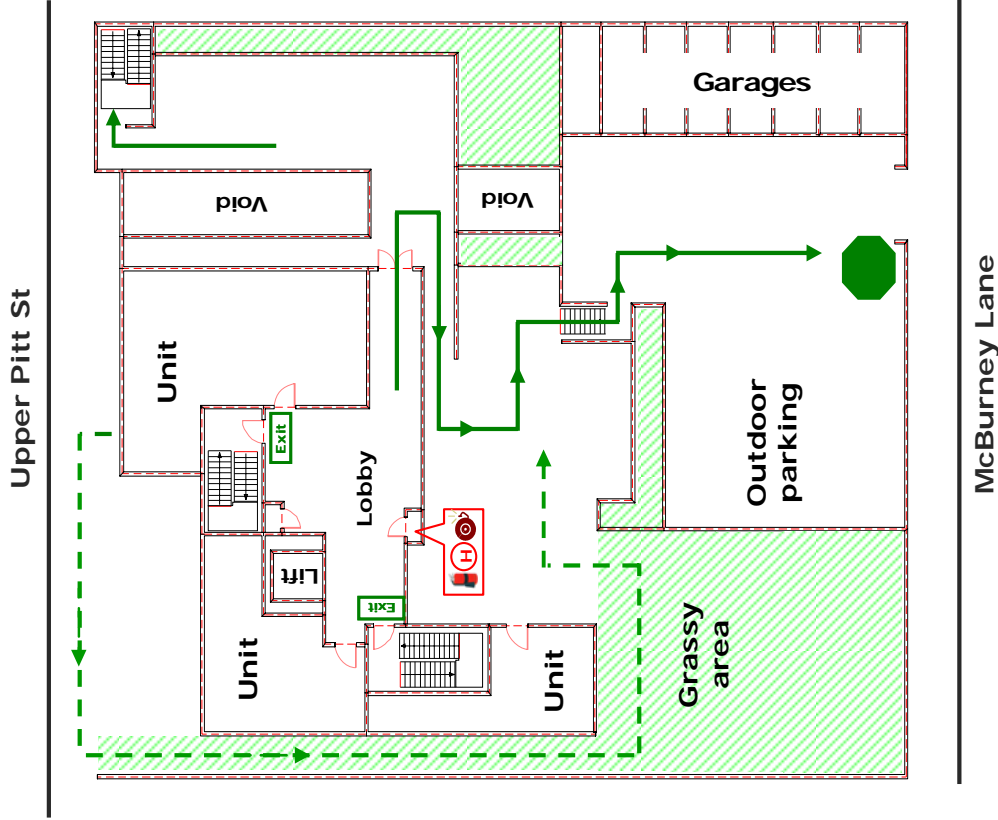 Garages
Void
Void
Upper Pitt St
McBurney Lane
Unit
Outdoor
parking
Exit
Lobby
H
Lift
Exit
Unit
Unit
Grassy
area